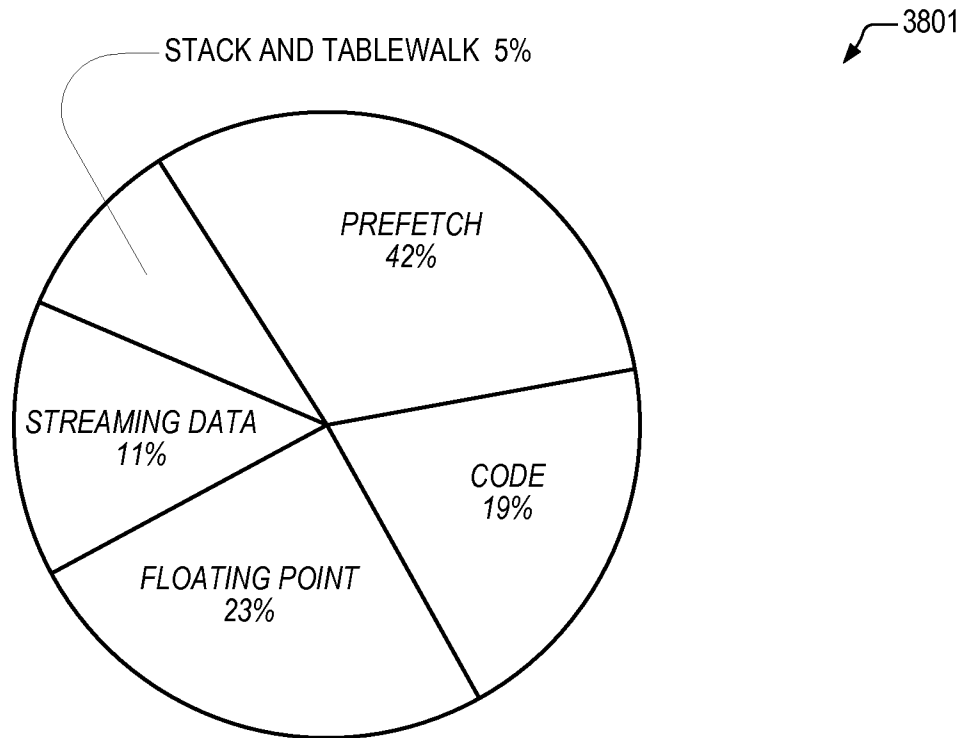 3801
STACK AND TABLEWALK 5%
PREFETCH
42%
STREAMING DATA
11%
CODE
19%
FLOATING POINT
23%